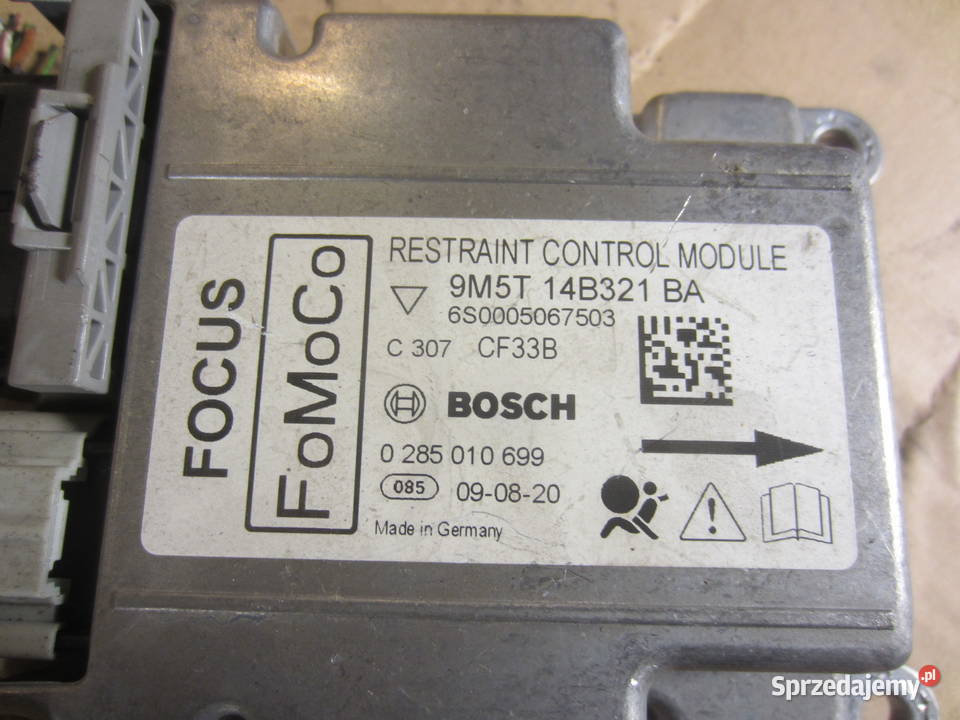 FOCUS
FoMoCo
RESTRAINT CONTROL MODULE
9M5T 14B321 BA
6S0005067503
C 307 CF33B
BOSCH
0 285 010 699
085 09-08-20
Made in Germany
Sprzedajemy.pl